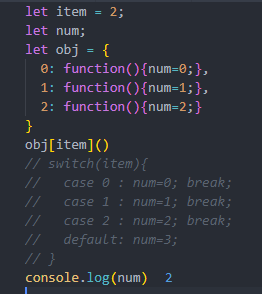 let item = 2;
let num;
let obj = {
  0: function(){num=0;},
  1: function(){num=1;},
  2: function(){num=2;}
}
obj[item]()
// switch(item){
//   case 0 : num=0; break;
//   case 1 : num=1; break;
//   case 2 : num=2; break;
//   default: num=3;
// }
console.log(num)  2